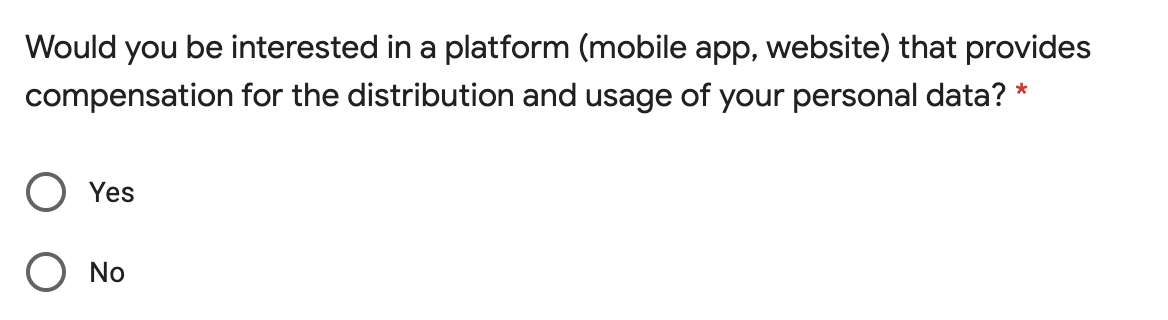 Would you be interested in a platform (mobile app, website) that provides
compensation for the distribution and usage of your personal data? *
Yes
No